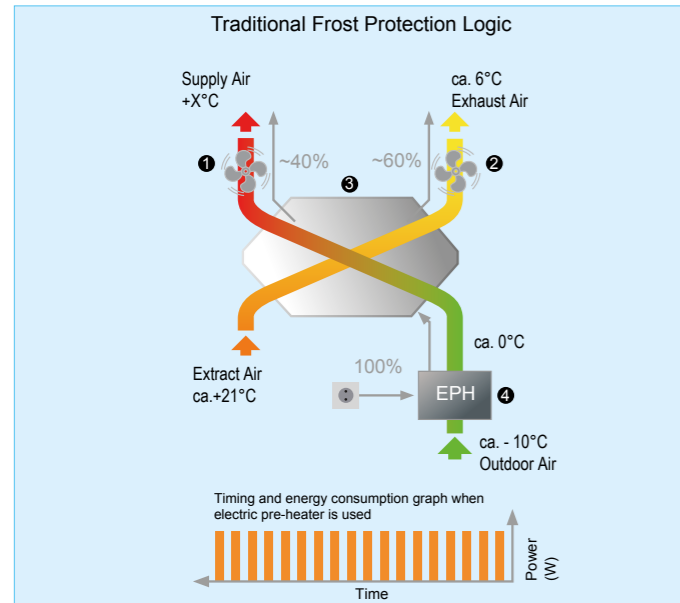 Traditional Frost Protection Logic
Supply Air
+X°C
ca. 6°C
Exhaust Air
1
~40%
~60%
2
3
Extract Air
ca.+21°C
100%
ca. 0°C
EPH
4
ca. - 10°C
Outdoor Air
Timing and energy consumption graph when
electric pre-heater is used
Power
(W)
Time